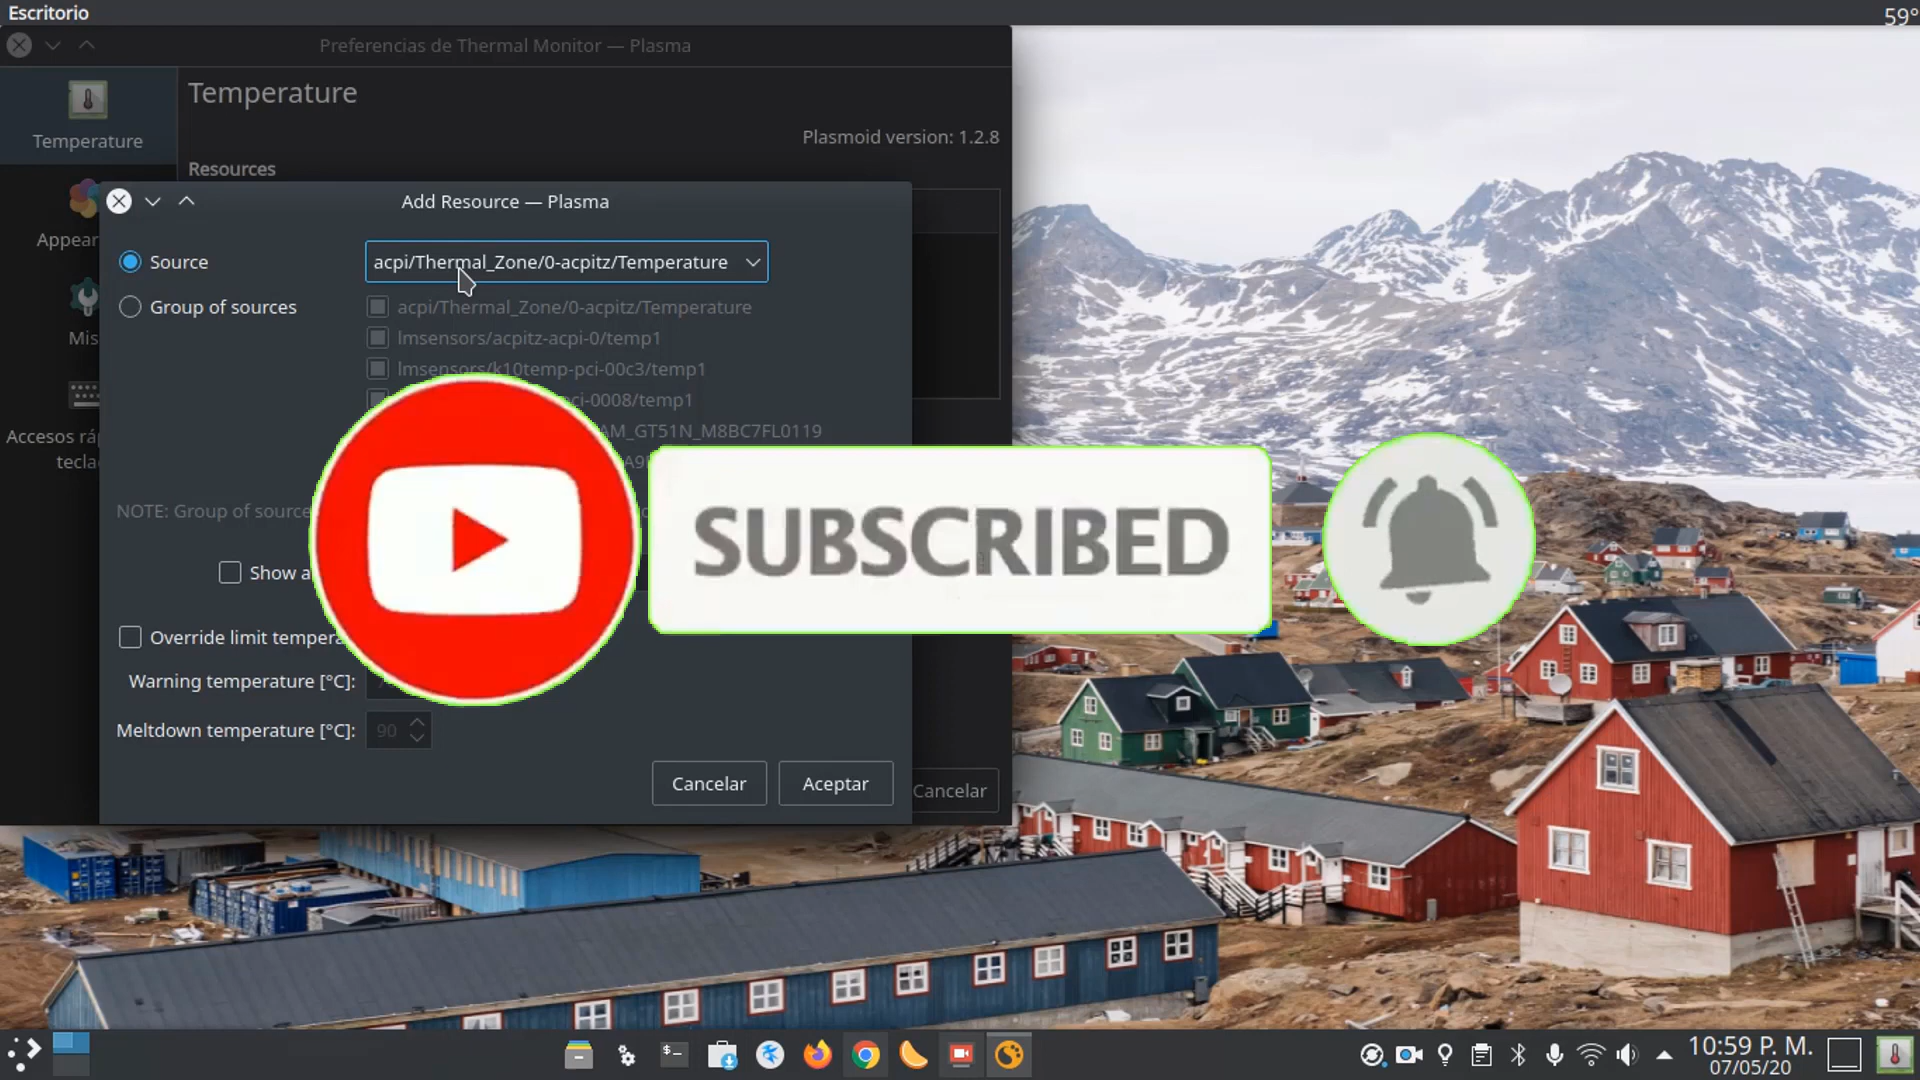 Escritorio
59°
Preferencias de Thermal Monitor — Plasma
Temperature
Temperature
Plasmoid version: 1.2.8
Resources
Add Resource — Plasma
Source
acpi/Thermal_Zone/0-acpitz/Temperature
Group of sources
acpi/Thermal_Zone/0-acpitz/Temperature
lmsensors/acpitz-acpi-0/temp1
lmsensors/k10temp-pci-00c3/temp1
pci-0008/temp1
AM_GT51N_M8BC7FL0119
Appear
Mis
Accesos rá
tecla
NOTE: Group of source
SUBSCRIBED
Show a
Override limit tempera
Warning temperature [°C]:
Meltdown temperature [°C]:
90
Cancelar
Aceptar
Cancelar
10:59 P. M.
07/05/20